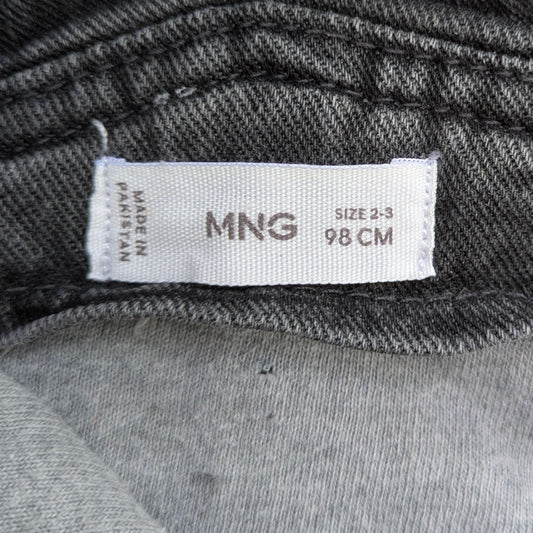 MADE IN
PAKISTAN
MNG
SIZE 2-3
98 CM